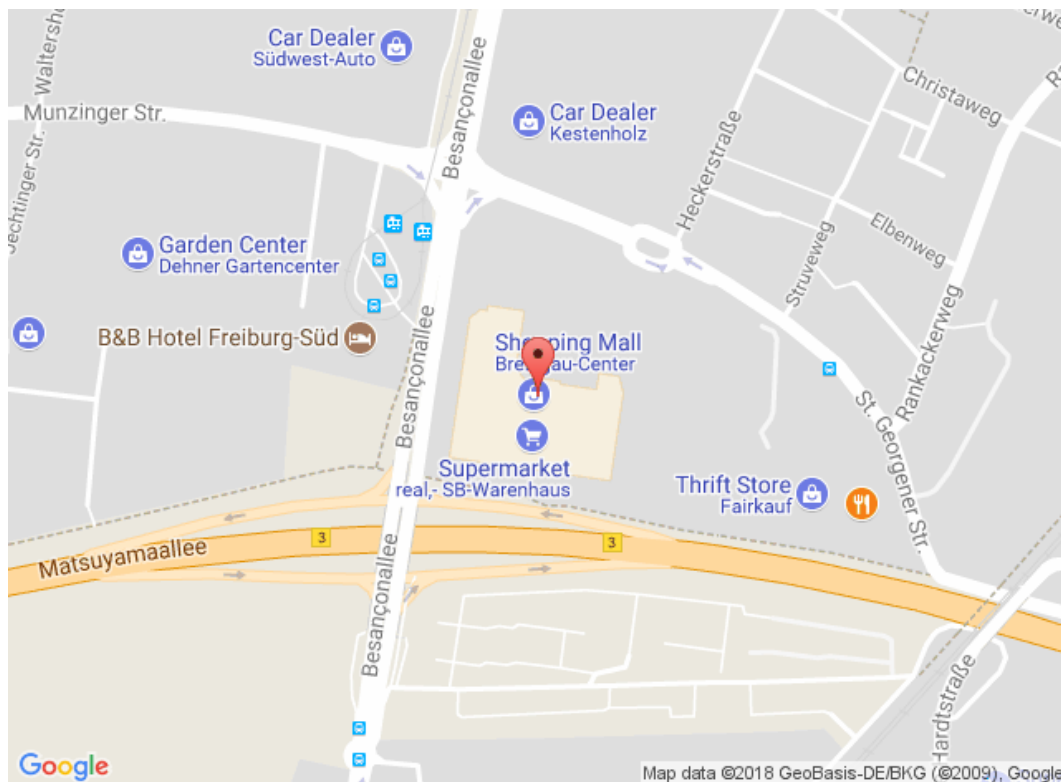 Car Dealer
Südwest-Auto
Munzinger Str.
Besançonallee
Car Dealer
Kestenholz
Christaweg
Heckerstraße
Elbenweg
Struveweg
Garden Center
Dehner Gartencenter
B&B Hotel Freiburg-Süd
Besançonallee
Rankackerweg
St. Georgener Str.
Supermarket
real,- SB-Warenhaus
Thrift Store
Fairkauf
3
3
Matsuyamaallee
Besançonallee
Hardtstraße
Google
Map data ©2018 GeoBasis-DE/BKG (©2009), Google